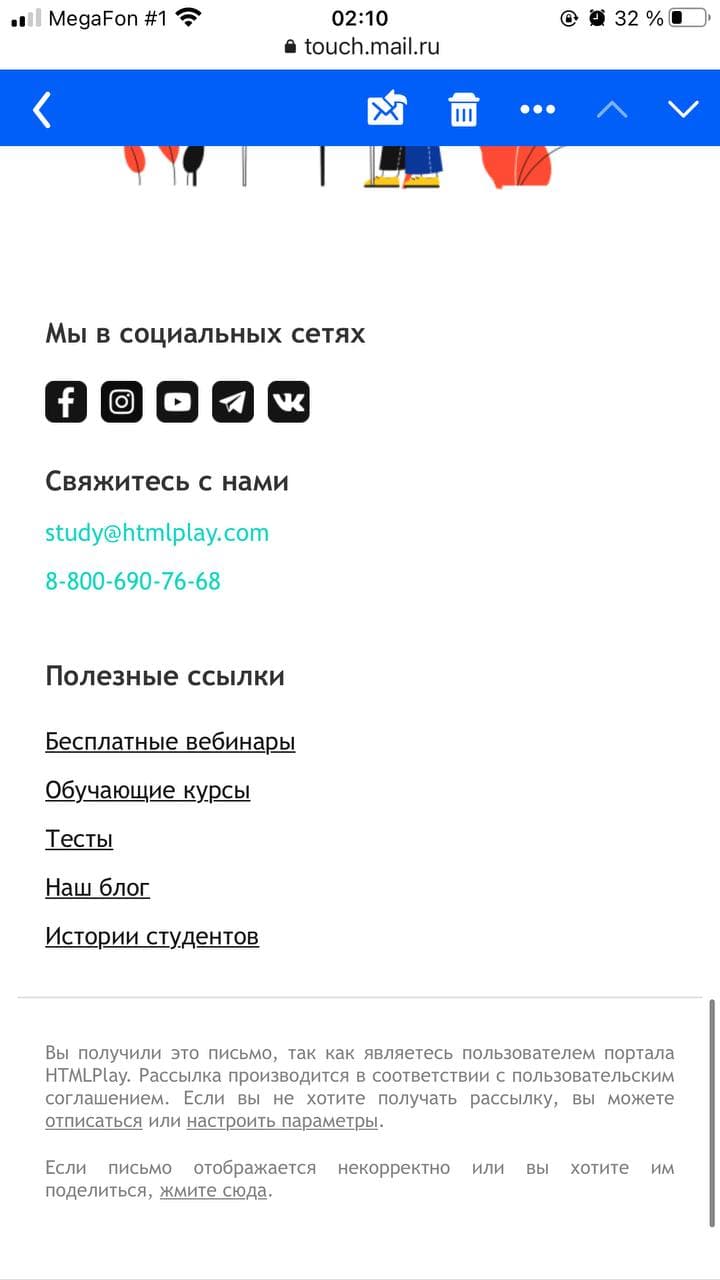 MegaFon #1 02:10 32 %
touch.mail.ru
Мы в социальных сетях
Свяжитесь с нами
study@htmlplay.com
8-800-690-76-68
Полезные ссылки
Бесплатные вебинары
Обучающие курсы
Тесты
Наш блог
Истории студентов
Вы получили это письмо, так как являетесь пользователем портала
HTMLPlay. Рассылка производится в соответствии с пользовательским
соглашением. Если вы не хотите получать рассылку, вы можете
отписаться или настроить параметры.
Если письмо отображается некорректно или вы хотите им
поделиться, жмите сюда.